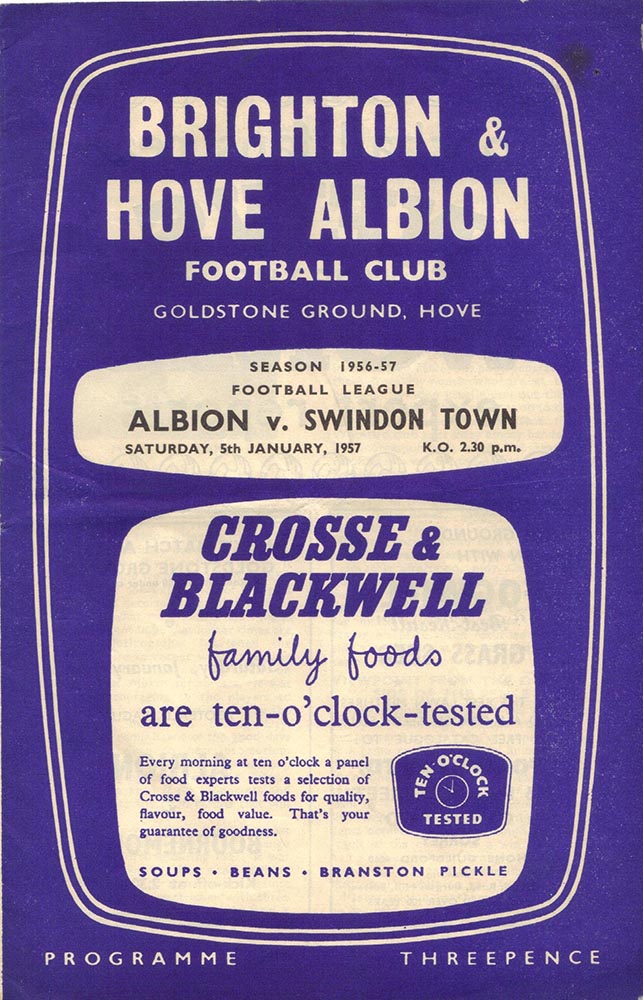 BRIGHTON &
HOVE ALBION
FOOTBALL CLUB
GOLDSTONE GROUND, HOVE
SEASON 1956-57
FOOTBALL LEAGUE
ALBION v. SWINDON TOWN
SATURDAY, 5th JANUARY, 1957 K.O. 2.30 p.m.
CROSSE &
BLACKWELL
family foods
are ten-o'clock-tested
Every morning at ten o'clock a panel
of food experts tests a selection of
Crosse & Blackwell foods for quality,
flavour, food value. That's your
guarantee of goodness.
TEN-O'CLOCK
TESTED
SOUPS • BEANS • BRANSTON PICKLE
PROGRAMME THREEPENCE